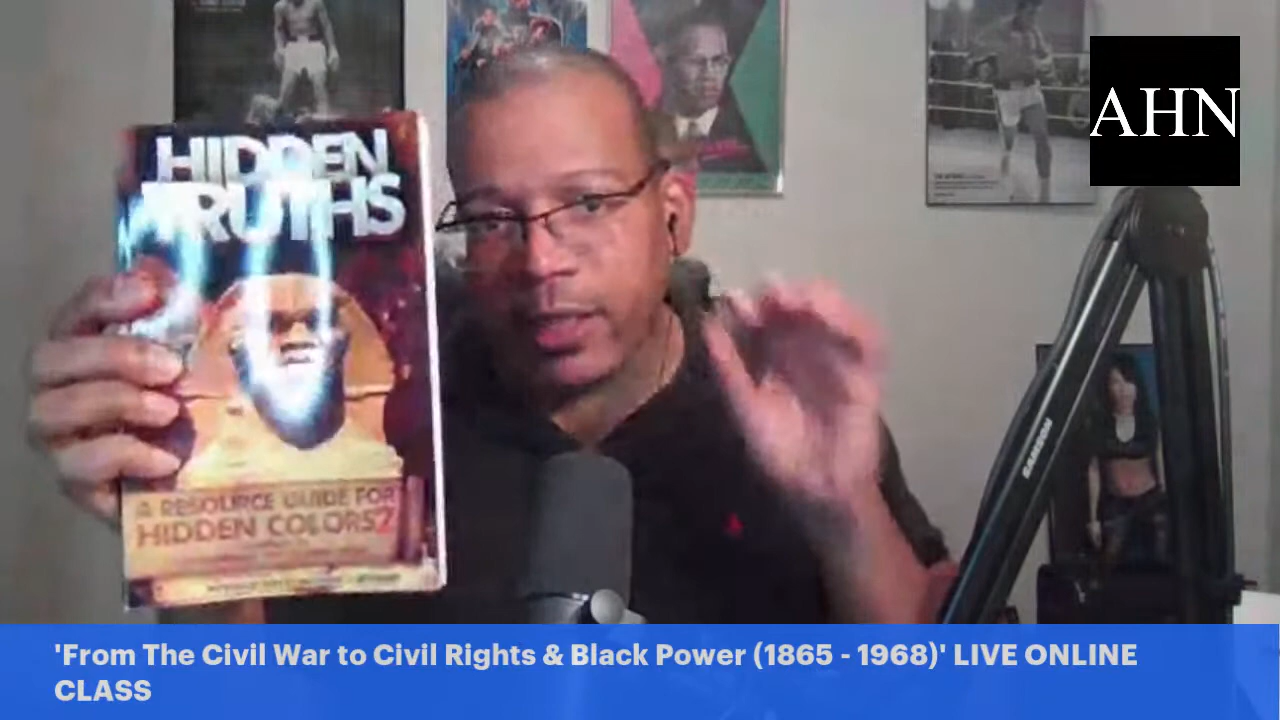 AHN
HIDDEN
TRUTHS
A RESOURCE GUIDE FOR
HIDDEN COLORS 2
SAMSON
'From The Civil War to Civil Rights & Black Power (1865 - 1968)' LIVE ONLINE
CLASS